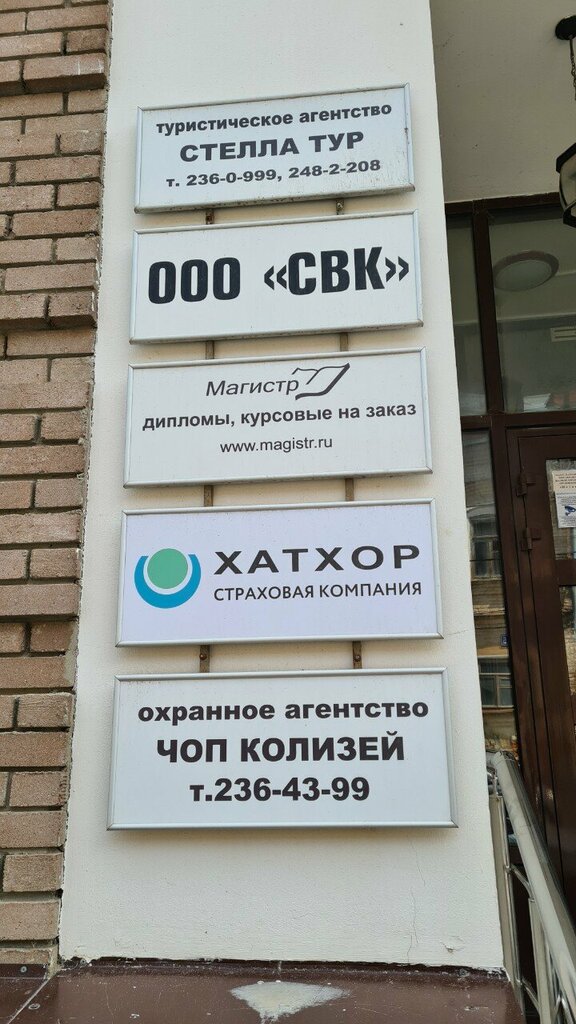 туристическое агентство
СТЕЛЛА ТУР
т. 236-0-999, 248-2-208
ООО «СВК»
Магистр
дипломы, курсовые на заказ
www.magistr.ru
ХАТХОР
СТРАХОВАЯ КОМПАНИЯ
охранное агентство
ЧОП КОЛИЗЕЙ
т.236-43-99